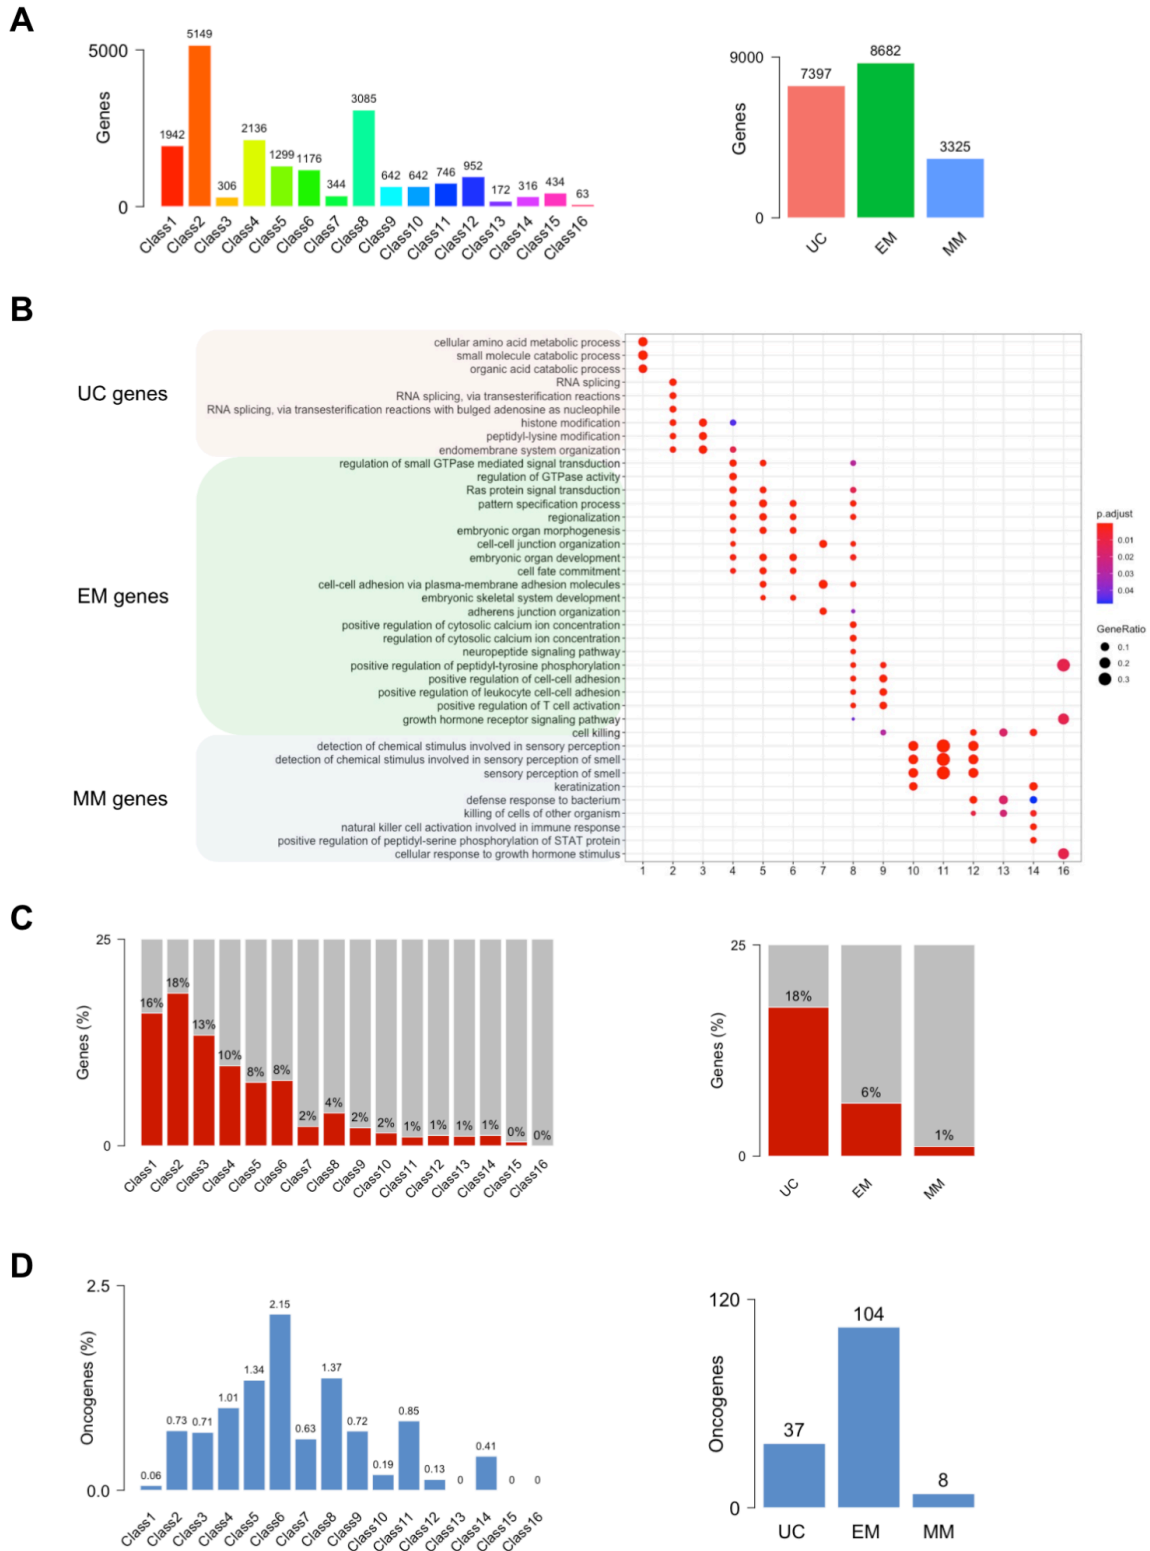 A
5000
0
Genes
1942
5149
306
2136
1299
1176
344
3085
642
642
746
952
172
316
434
63
Class1
Class2
Class3
Class4
Class5
Class6
Class7
Class8
Class9
Class10
Class11
Class12
Class13
Class14
Class15
Class16
9000
0
Genes
7397
8682
3325
UC
EM
MM
B
UC genes
EM genes
MM genes
cellular amino acid metabolic process
small molecule catabolic process
organic acid catabolic process
RNA splicing
RNA splicing, via transesterification reactions
RNA splicing, via transesterification reactions with bulged adenosine as nucleophile
histone modification
peptidyl-lysine modification
endomembrane system organization
regulation of small GTPase mediated signal transduction
regulation of GTPase activity
Ras protein signal transduction
pattern specification process
regionalization
embryonic organ morphogenesis
cell-cell junction organization
embryonic organ development
cell fate commitment
cell-cell adhesion via plasma-membrane adhesion molecules
embryonic skeletal system development
adherens junction organization
positive regulation of cytosolic calcium ion concentration
regulation of cytosolic calcium ion concentration
neuropeptide signaling pathway
positive regulation of peptidyl-tyrosine phosphorylation
positive regulation of cell-cell adhesion
positive regulation of leukocyte cell-cell adhesion
positive regulation of T cell activation
growth hormone receptor signaling pathway
cell killing
detection of chemical stimulus involved in sensory perception
detection of chemical stimulus involved in sensory perception of smell
sensory perception of smell
keratinization
defense response to bacterium
killing of cells of other organism
natural killer cell activation involved in immune response
positive regulation of peptidyl-serine phosphorylation of STAT protein
cellular response to growth hormone stimulus
1 2 3 4 5 6 7 8 9 10 11 12 13 14 16
p.adjust
0.01
0.02
0.03
0.04
GeneRatio
0.1
0.2
0.3
C
25
0
Genes (%)
16%
18%
13%
10%
8%
8%
2%
4%
2%
2%
1%
1%
1%
1%
0%
0%
Class1
Class2
Class3
Class4
Class5
Class6
Class7
Class8
Class9
Class10
Class11
Class12
Class13
Class14
Class15
Class16
25
0
Genes (%)
18%
6%
1%
UC
EM
MM
D
2.5
0.0
Oncogenes (%)
0.06
0.73
0.71
1.01
1.34
2.15
0.63
1.37
0.72
0.19
0.85
0.13
0
0.41
0
0
Class1
Class2
Class3
Class4
Class5
Class6
Class7
Class8
Class9
Class10
Class11
Class12
Class13
Class14
Class15
Class16
120
0
Oncogenes
37
104
8
UC
EM
MM